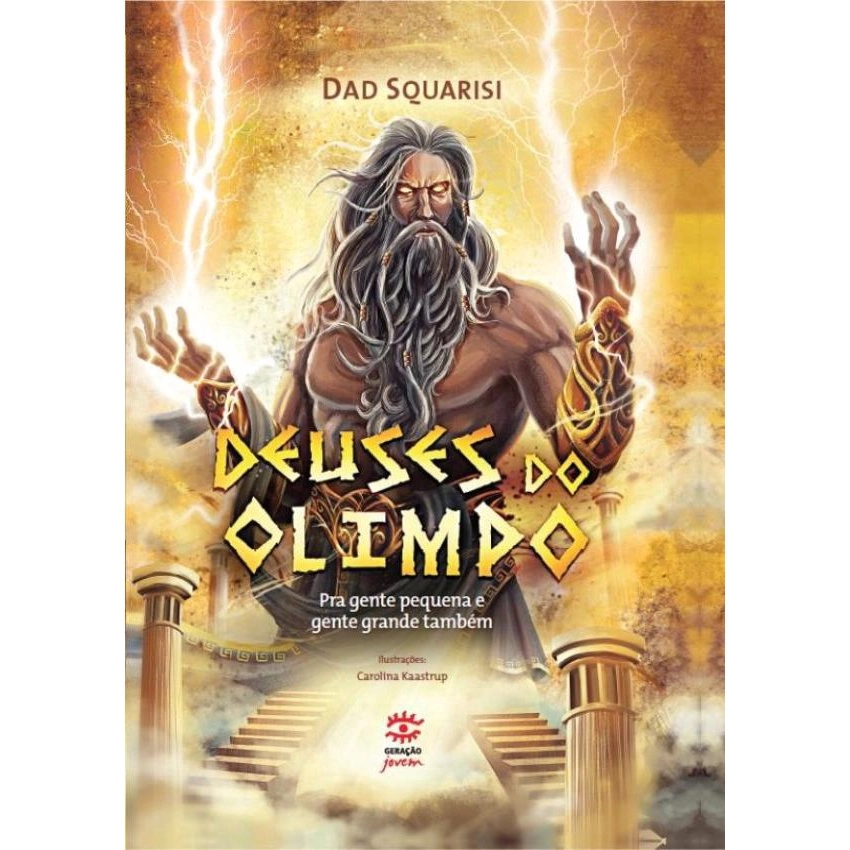 DAD SQUARISI
DEUSES DO
OLIMPO
Pra gente pequena e
gente grande também
Ilustrações:
Carolina Kaastrup
GERAÇÃO
jovem